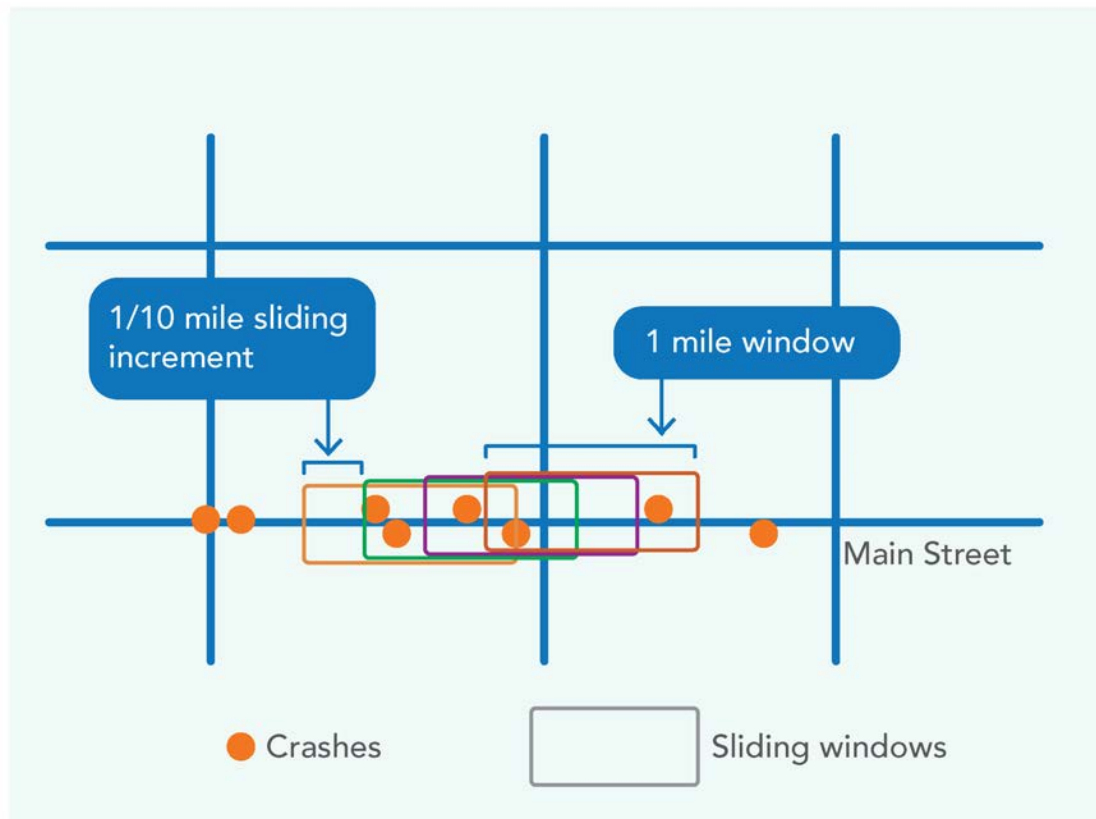 1/10 mile sliding
increment
1 mile window
Main Street
Crashes
Sliding windows